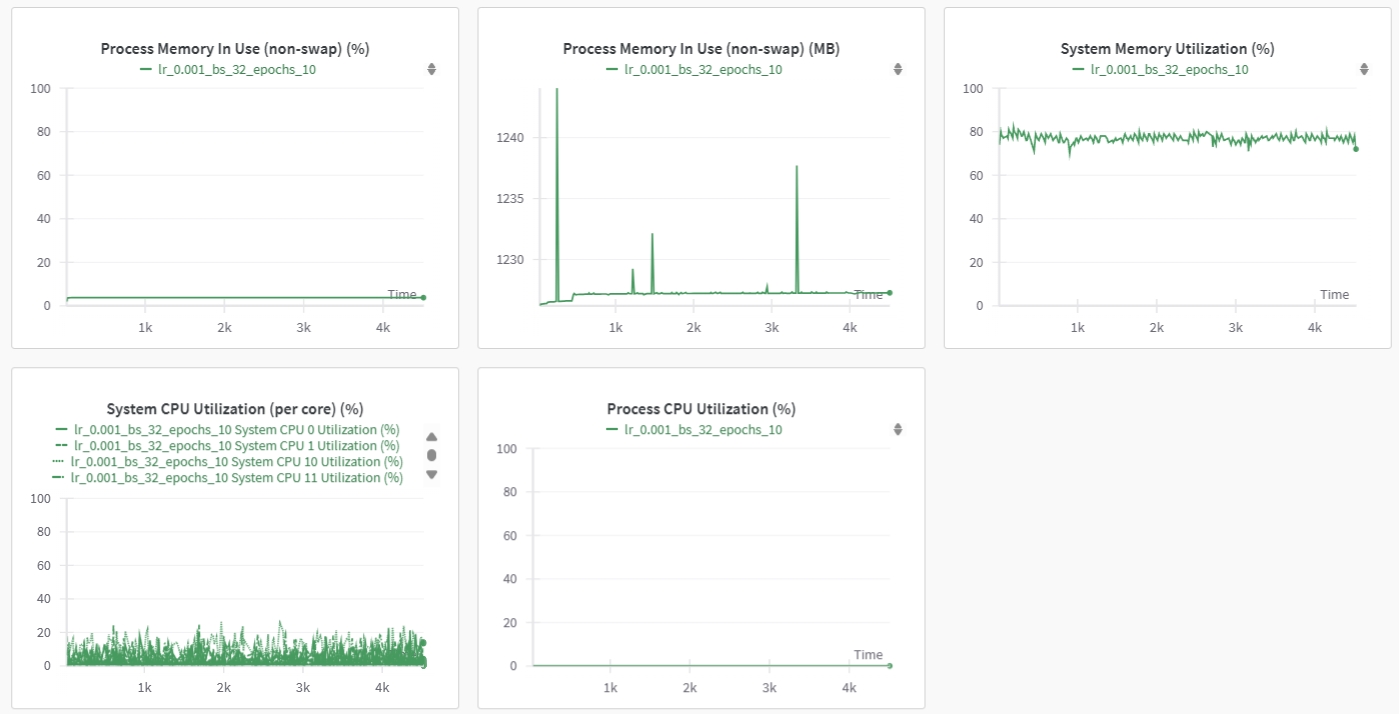 Process Memory In Use (non-swap) (%)
lr_0.001_bs_32_epochs_10
100
80
60
40
20
0
Time
1k 2k 3k 4k
Process Memory In Use (non-swap) (MB)
lr_0.001_bs_32_epochs_10
1240
1235
1230
Time
1k 2k 3k 4k
System Memory Utilization (%)
lr_0.001_bs_32_epochs_10
100
80
60
40
20
0
Time
1k 2k 3k 4k
System CPU Utilization (per core) (%)
lr_0.001_bs_32_epochs_10 System CPU 0 Utilization (%)
lr_0.001_bs_32_epochs_10 System CPU 1 Utilization (%)
lr_0.001_bs_32_epochs_10 System CPU 10 Utilization (%)
lr_0.001_bs_32_epochs_10 System CPU 11 Utilization (%)
100
80
60
40
20
0
1k 2k 3k 4k
Process CPU Utilization (%)
lr_0.001_bs_32_epochs_10
100
80
60
40
20
0
Time
1k 2k 3k 4k